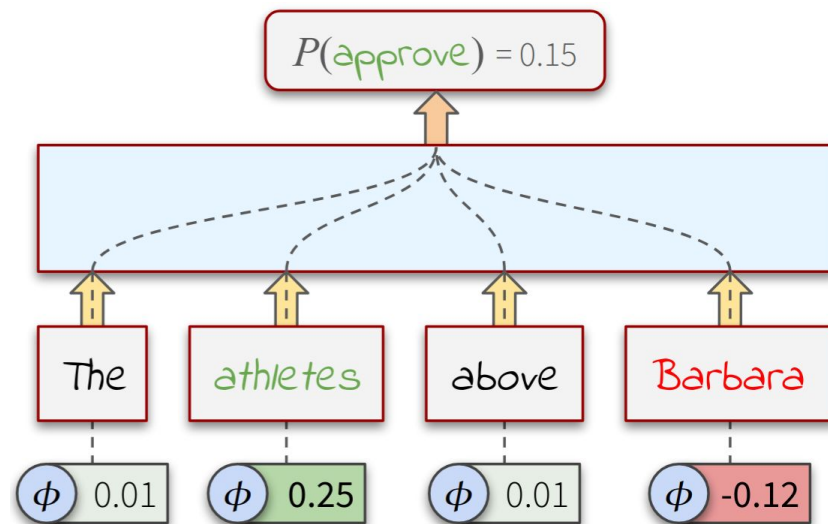 P(approve) = 0.15
The athletes above Barbara
ϕ 0.01 ϕ 0.25 ϕ 0.01 ϕ -0.12